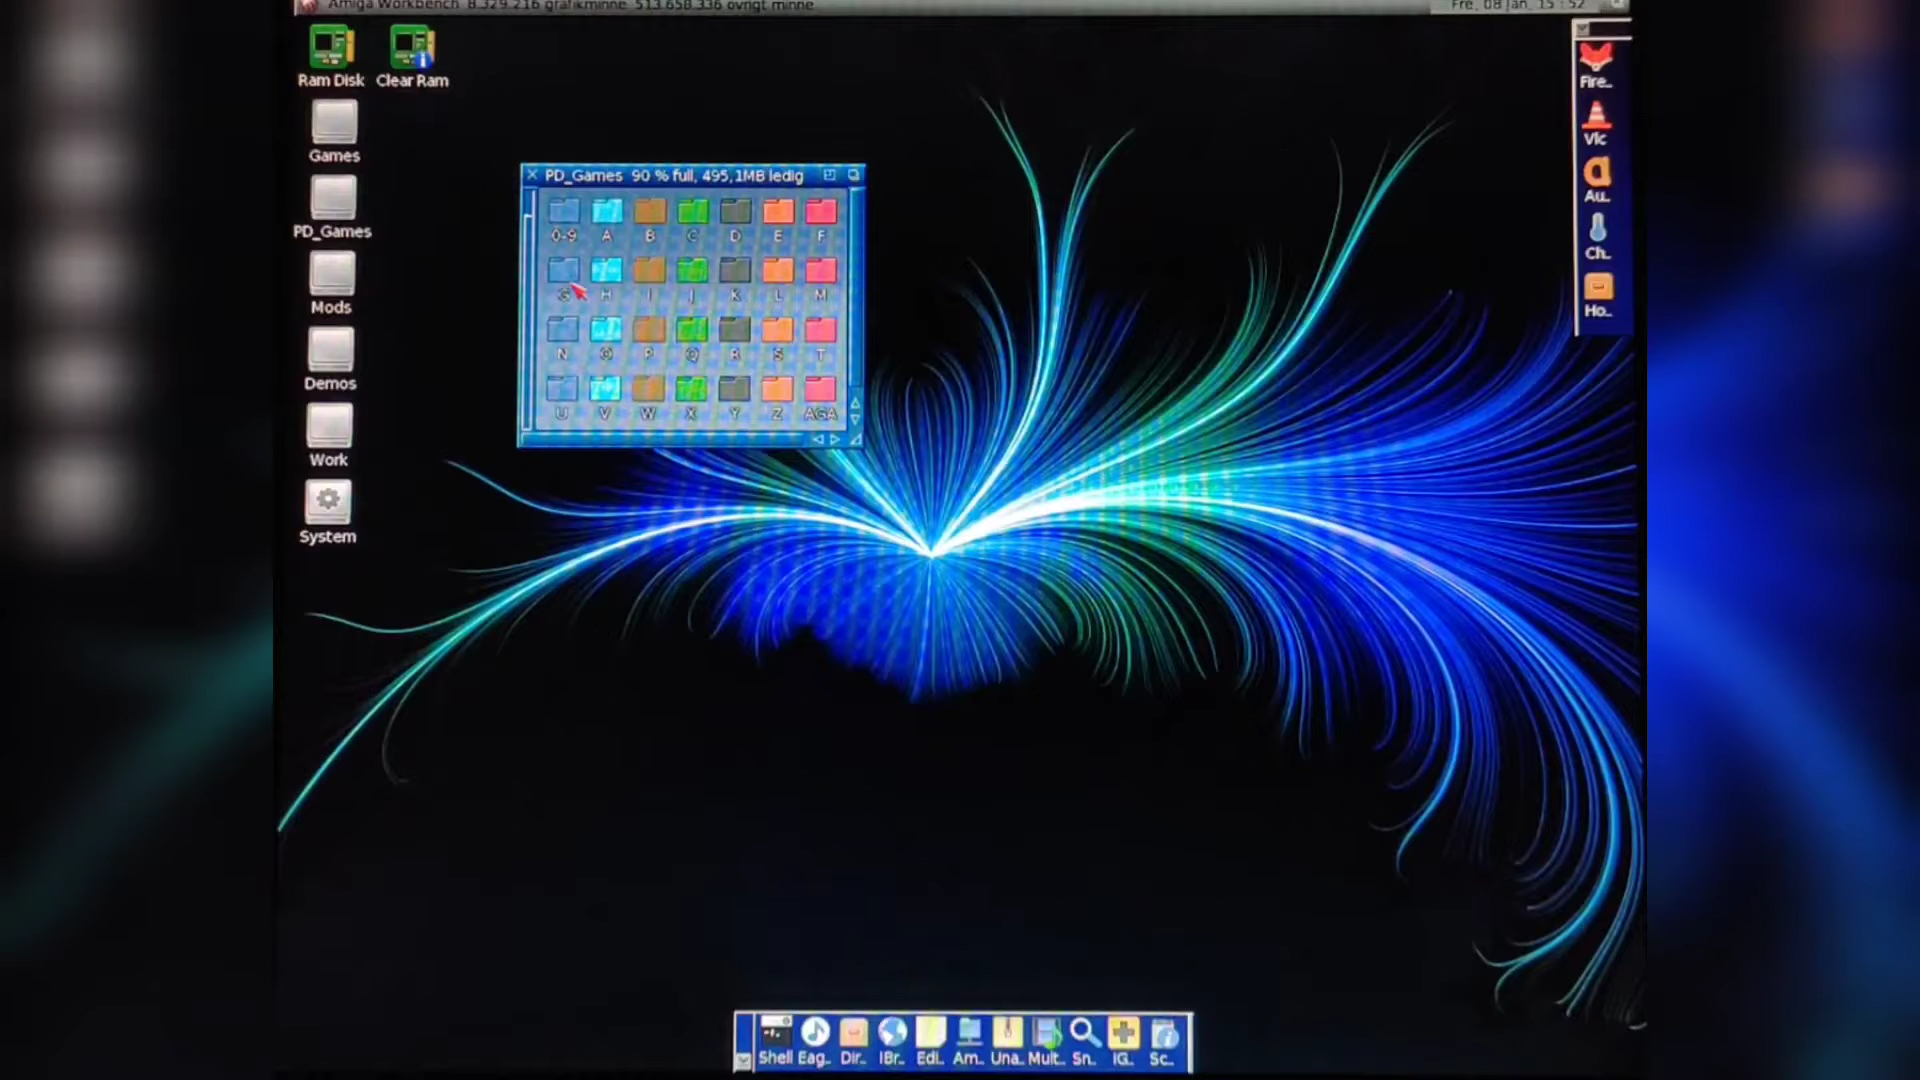 Amiga Workbench 8.329.216 grafikminne 513.658.336 övrigt minne
Fre, 08 Jan, 15:52
Ram Disk
Clear Ram
Games
PD_Games
Mods
Demos
Work
System
PD_Games 90 % full, 495,1MB ledig
0-9 A B C D E F
G H I J K L M
N O P Q R S T
U V W X Y Z AGA
Fire..
Vlc
Au..
Ch..
Ho..
Shell Eag.. Dir.. IBr.. Edi.. Am.. Una.. Mult.. Sn.. IG.. Sc..